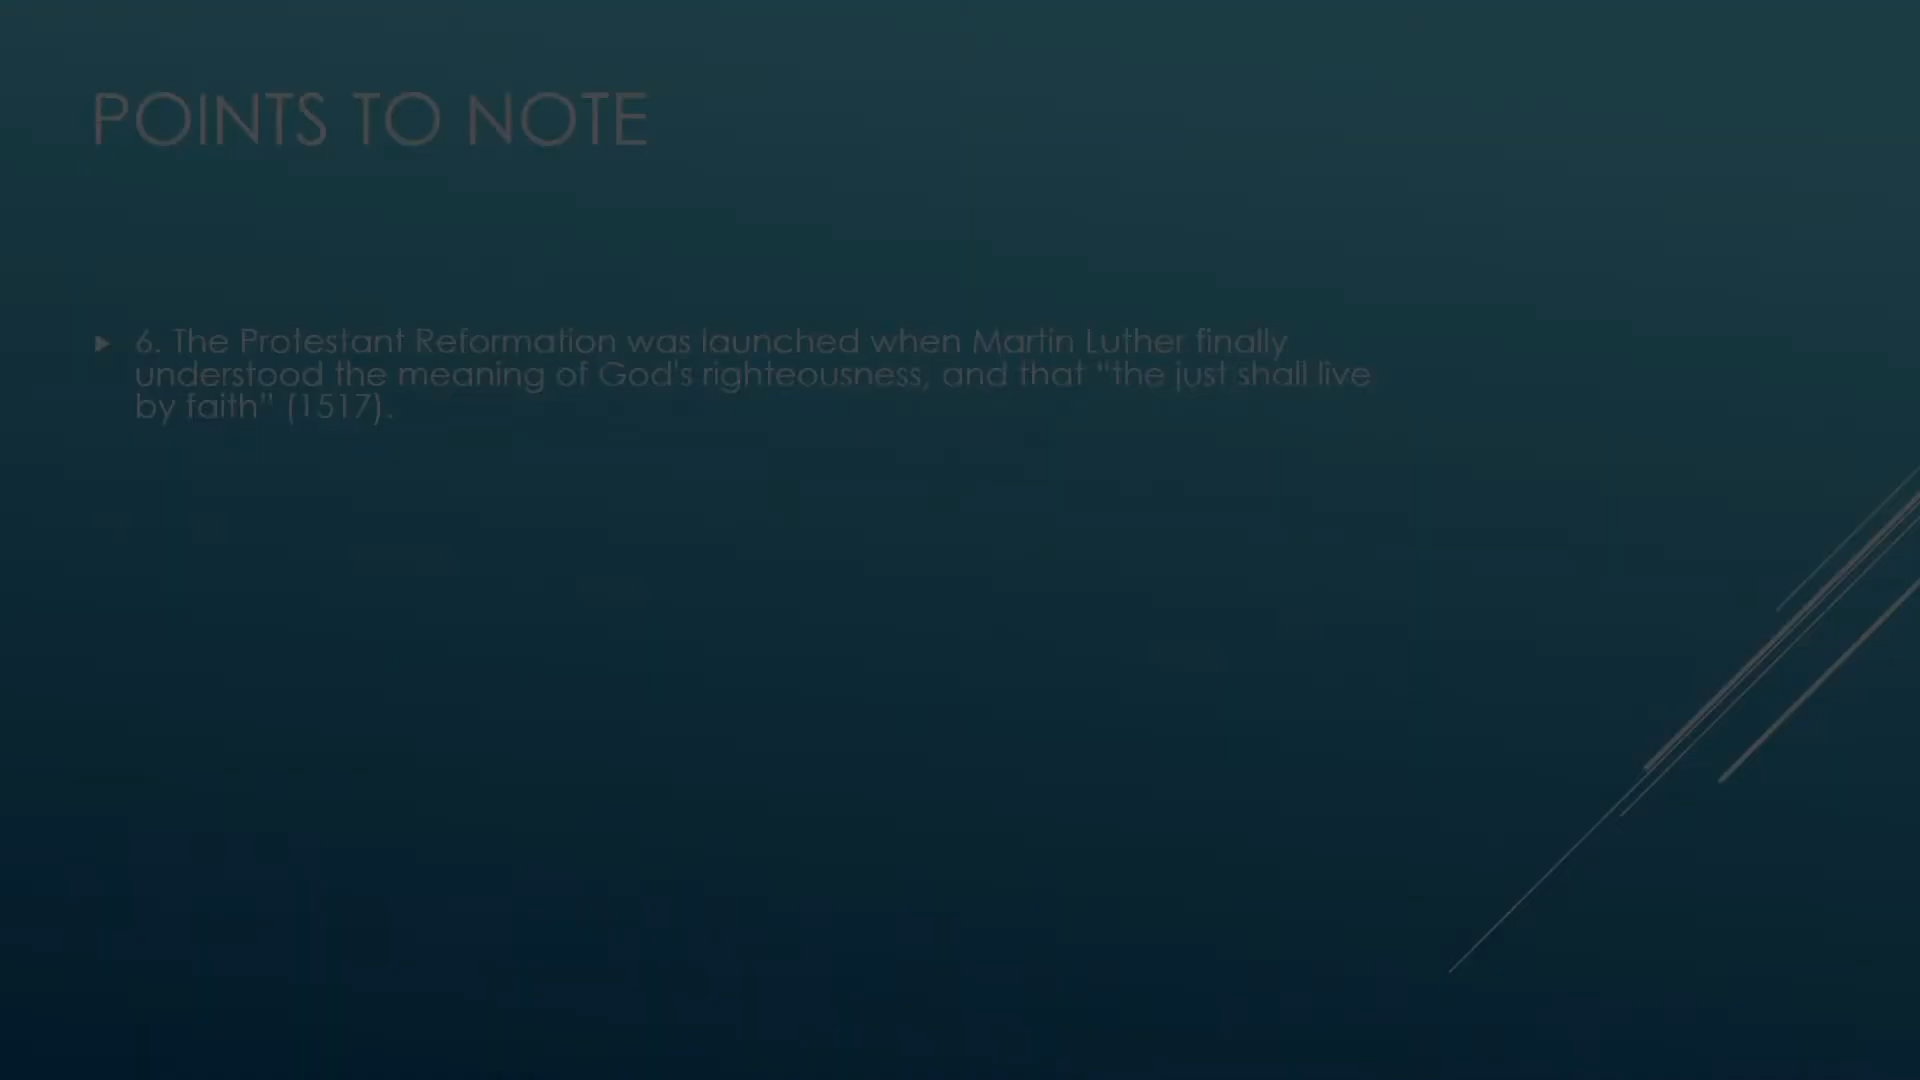 POINTS TO NOTE
6. The Protestant Reformation was launched when Martin Luther finally
understood the meaning of God's righteousness, and that “the just shall live
by faith” (1517).